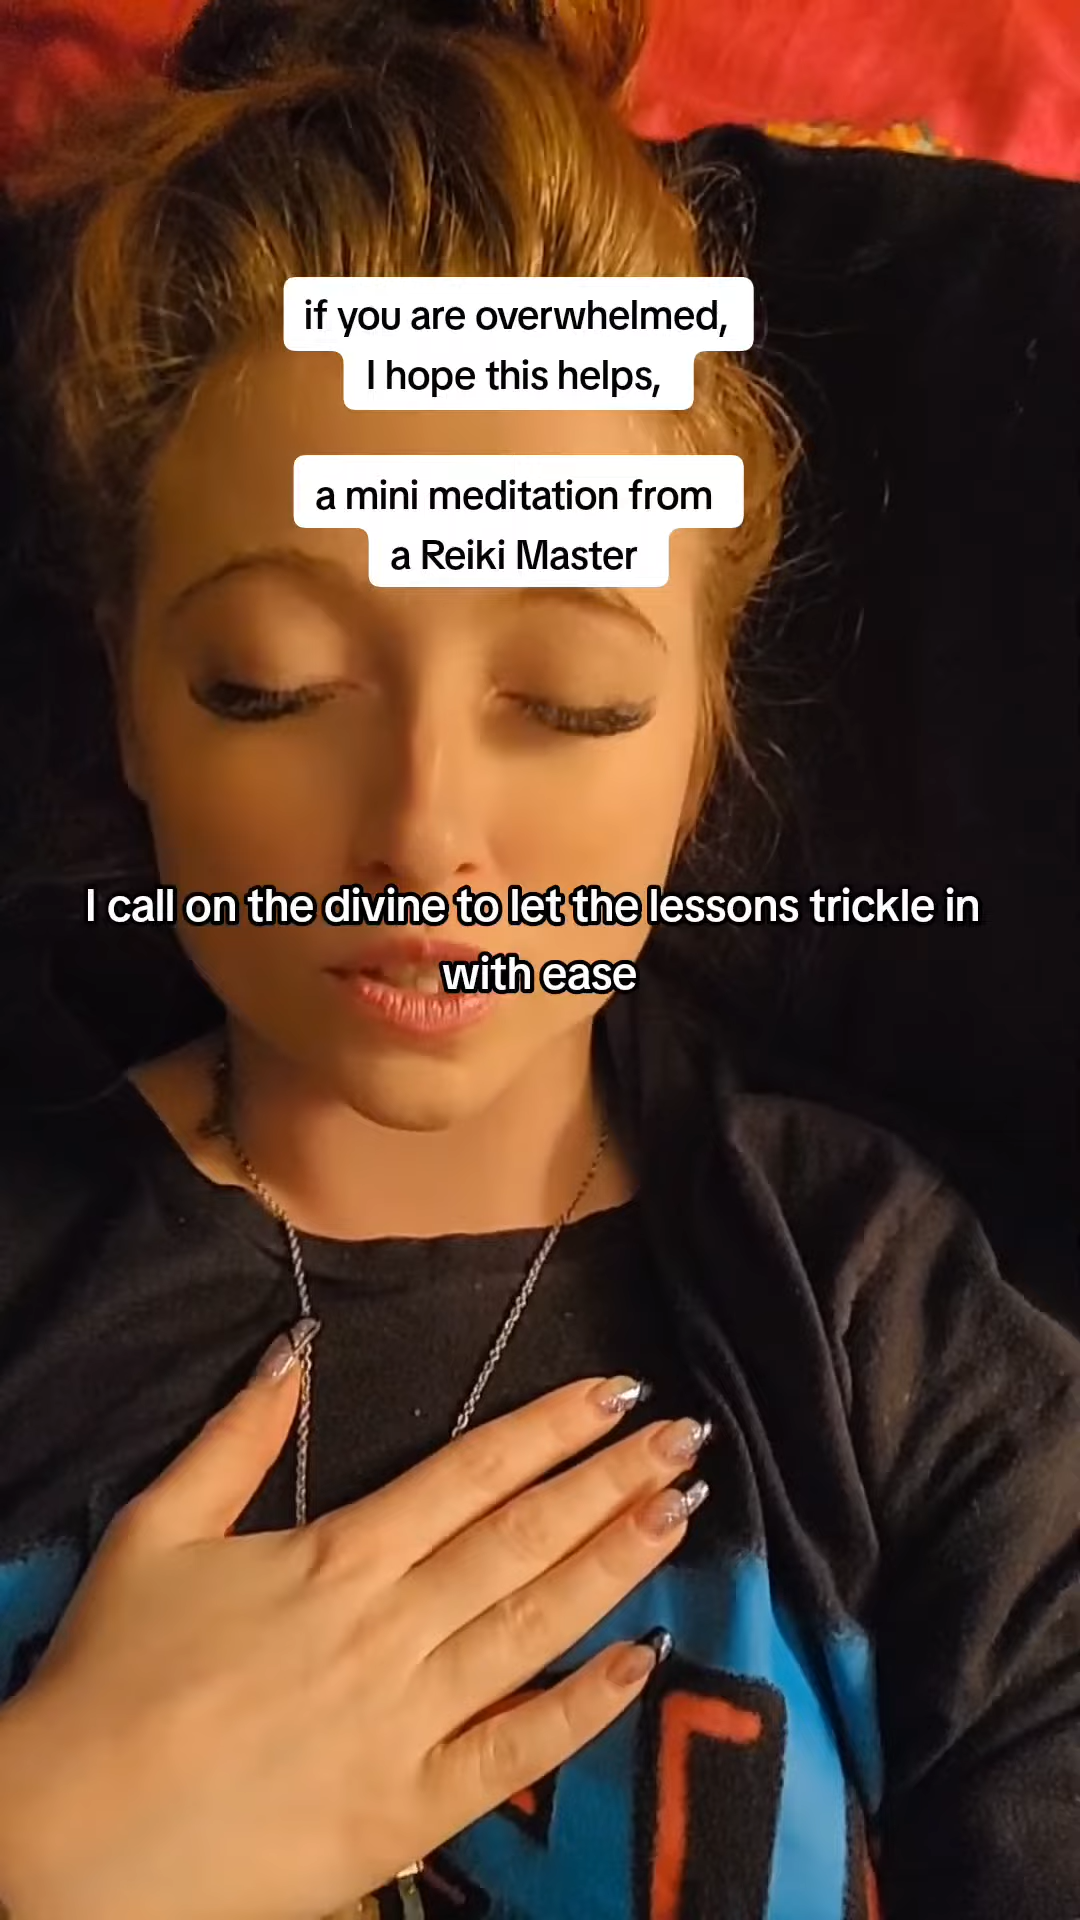 if you are overwhelmed,
I hope this helps,
a mini meditation from
a Reiki Master
I call on the divine to let the lessons trickle in
with ease